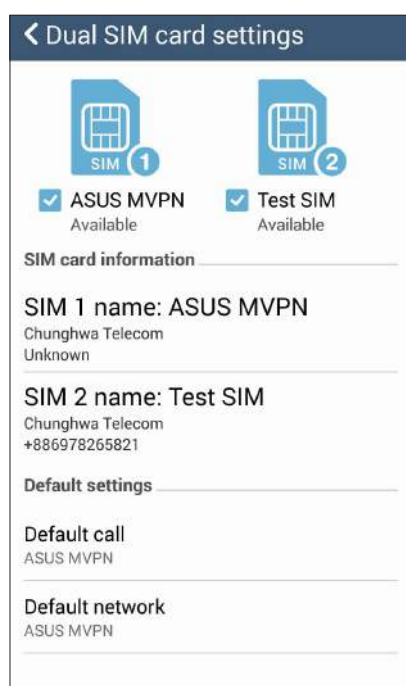 Dual SIM card settings
SIM 1
SIM 2
ASUS MVPN
Available
Test SIM
Available
SIM card information
SIM 1 name: ASUS MVPN
Chunghwa Telecom
Unknown
SIM 2 name: Test SIM
Chunghwa Telecom
+886978265821
Default settings
Default call
ASUS MVPN
Default network
ASUS MVPN